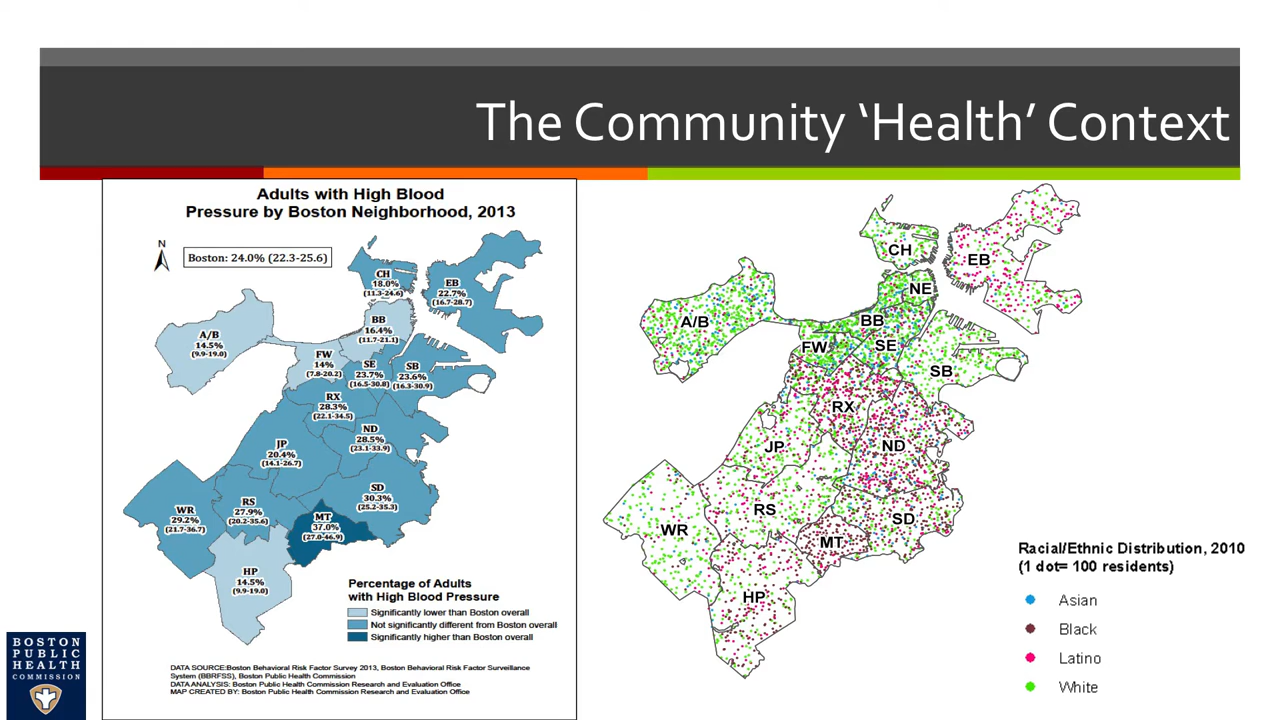 The Community ‘Health’ Context
Adults with High Blood
Pressure by Boston Neighborhood, 2013
N
Boston: 24.0% (22.3-25.6)
CH
18.0%
(11.3-24.6)
EB
22.7%
(16.7-28.7)
BB
16.4%
(11.7-21.1)
A/B
14.5%
(9.9-19.0)
FW
14%
(7.8-20.2)
SE
23.7%
(16.5-30.8)
SB
23.6%
(16.3-30.9)
RX
28.3%
(22.1-34.5)
ND
28.5%
(23.1-33.9)
JP
20.4%
(14.1-26.7)
SD
30.3%
(25.2-35.3)
WR
29.2%
(21.7-36.7)
RS
27.9%
(20.2-35.6)
MT
37.0%
(27.0-46.9)
HP
14.5%
(9.9-19.0)
Percentage of Adults
with High Blood Pressure
Significantly lower than Boston overall
Not significantly different from Boston overall
Significantly higher than Boston overall
DATA SOURCE:Boston Behavioral Risk Factor Survey 2013, Boston Behavioral Risk Factor Surveillance
System (BBRFSS), Boston Public Health Commission
DATA ANALYSIS: Boston Public Health Commission Research and Evaluation Office
MAP CREATED BY: Boston Public Health Commission Research and Evaluation Office
CH
EB
NE
A/B
BB
FW
SE
SB
RX
JP
ND
RS
SD
WR
MT
HP
Racial/Ethnic Distribution, 2010
(1 dot= 100 residents)
Asian
Black
Latino
White
BOSTON
PUBLIC
HEALTH
COMMISSION